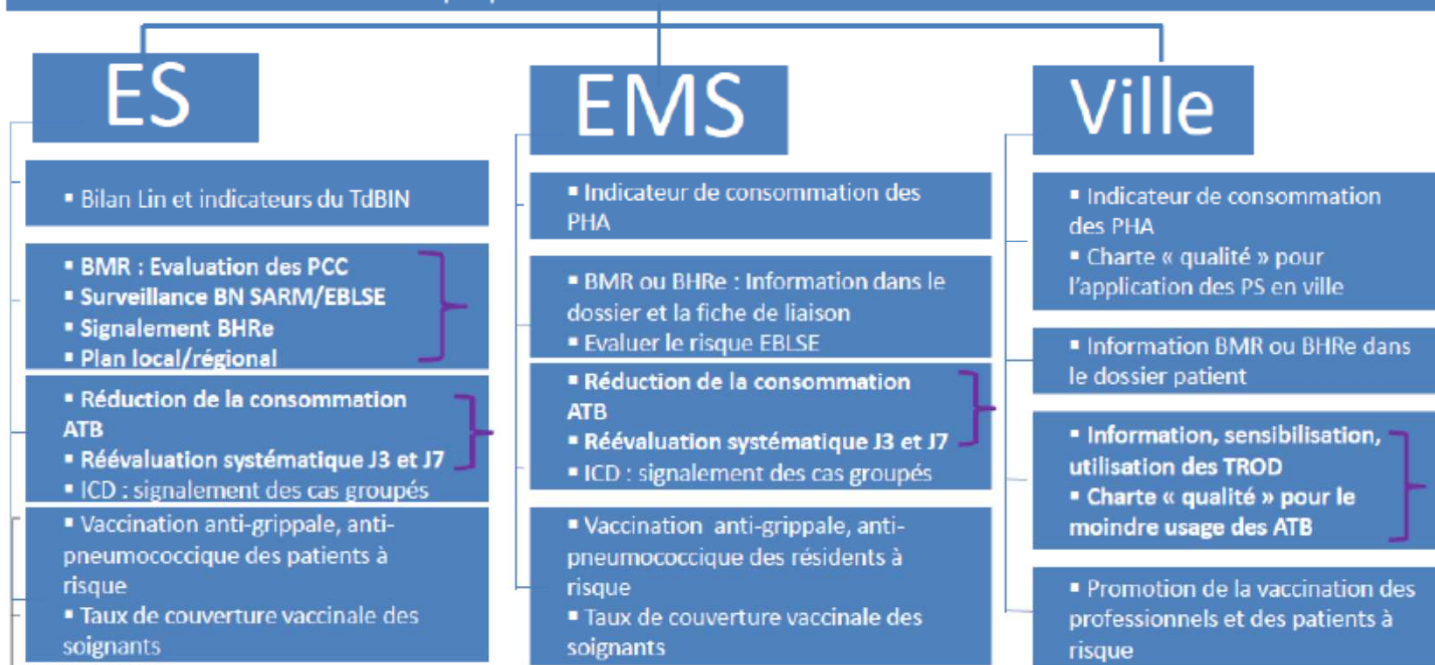 ES
▪ Bilan Lin et indicateurs du TdBIN
▪ BMR : Evaluation des PCC
▪ Surveillance BN SARM/EBLSE
▪ Signalement BHRe
▪ Plan local/régional
▪ Réduction de la consommation
ATB
▪ Réévaluation systématique J3 et J7
▪ ICD : signalement des cas groupés
▪ Vaccination anti-grippale, anti-
pneumococcique des patients à
risque
▪ Taux de couverture vaccinale des
soignants
EMS
▪ Indicateur de consommation des
PHA
▪ BMR ou BHRe : Information dans le
dossier et la fiche de liaison
▪ Evaluer le risque EBLSE
▪ Réduction de la consommation
ATB
▪ Réévaluation systématique J3 et J7
▪ ICD : signalement des cas groupés
▪ Vaccination anti-grippale, anti-
pneumococcique des résidents à
risque
▪ Taux de couverture vaccinale des
soignants
Ville
▪ Indicateur de consommation
des PHA
▪ Charte « qualité » pour
l'application des PS en ville
▪ Information BMR ou BHRe dans
le dossier patient
▪ Information, sensibilisation,
utilisation des TROD
▪ Charte « qualité » pour le
moindre usage des ATB
▪ Promotion de la vaccination des
professionnels et des patients à
risque